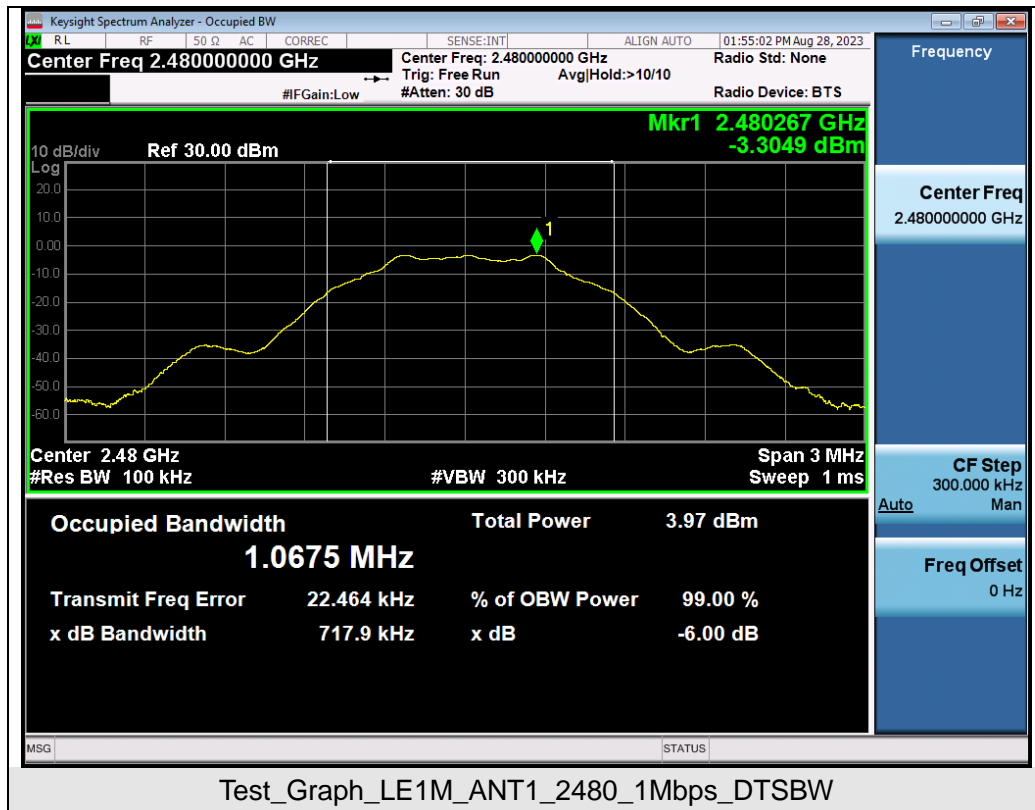 Keysight Spectrum Analyzer - Occupied BW
LXI RL RF 50 Ω AC CORREC SENSE:INT ALIGN AUTO 01:55:02 PM Aug 28, 2023
Center Freq 2.480000000 GHz
Center Freq: 2.480000000 GHz
Radio Std: None
Trig: Free Run Avg|Hold:>10/10
#IFGain:Low
#Atten: 30 dB
Radio Device: BTS
Mkr1 2.480267 GHz
-3.3049 dBm
10 dB/div Ref 30.00 dBm
Log
20.0
10.0
0.00
-10.0
-20.0
-30.0
-40.0
-50.0
-60.0
1
Center 2.48 GHz
Span 3 MHz
#Res BW 100 kHz
#VBW 300 kHz
Sweep 1 ms
Occupied Bandwidth
1.0675 MHz
Total Power 3.97 dBm
Transmit Freq Error 22.464 kHz
% of OBW Power 99.00 %
x dB Bandwidth 717.9 kHz
x dB -6.00 dB
MSG
STATUS
Frequency
Center Freq
2.480000000 GHz
CF Step
300.000 kHz
Auto Man
Freq Offset
0 Hz
Test_Graph_LE1M_ANT1_2480_1Mbps_DTSBW